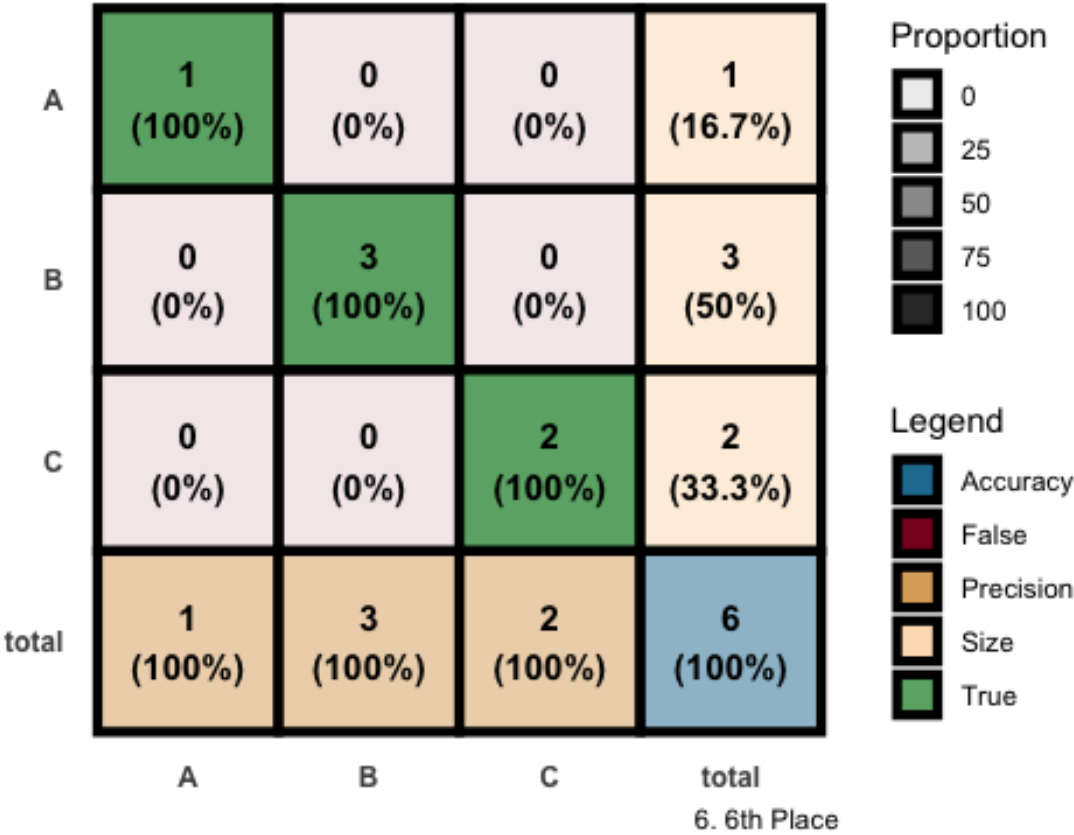 A
1
(100%)
0
(0%)
0
(0%)
1
(16.7%)
B
0
(0%)
3
(100%)
0
(0%)
3
(50%)
C
0
(0%)
0
(0%)
2
(100%)
2
(33.3%)
total
1
(100%)
3
(100%)
2
(100%)
6
(100%)
A B C total
6. 6th Place
Proportion
0
25
50
75
100
Legend
Accuracy
False
Precision
Size
True